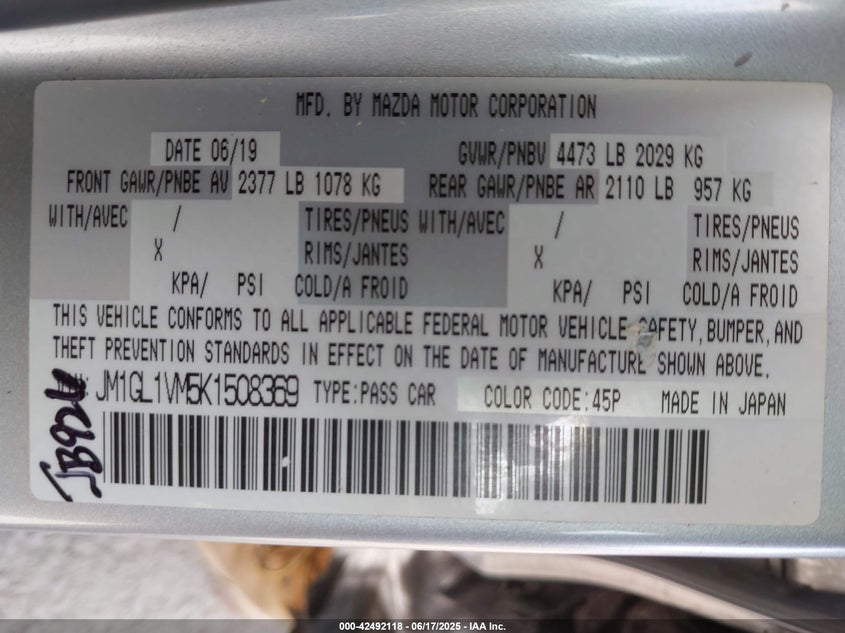 MFD. BY MAZDA MOTOR CORPORATION
DATE 06/19 GVWR/PNBV 4473 LB 2029 KG
FRONT GAWR/PNBE AV 2377 LB 1078 KG REAR GAWR/PNBE AR 2110 LB 957 KG
WITH/AVEC / TIRES/PNEUS WITH/AVEC / TIRES/PNEUS
X RIMS/JANTES X RIMS/JANTES
KPA/ PSI COLD/A FROID KPA/ PSI COLD/A FROID
THIS VEHICLE CONFORMS TO ALL APPLICABLE FEDERAL MOTOR VEHICLE SAFETY, BUMPER, AND
THEFT PREVENTION STANDARDS IN EFFECT ON THE DATE OF MANUFACTURE SHOWN ABOVE.
JM1GL1VM5K1508369 TYPE:PASS CAR COLOR CODE:45P MADE IN JAPAN
000-42492118 - 06/17/2025 - IAA Inc.